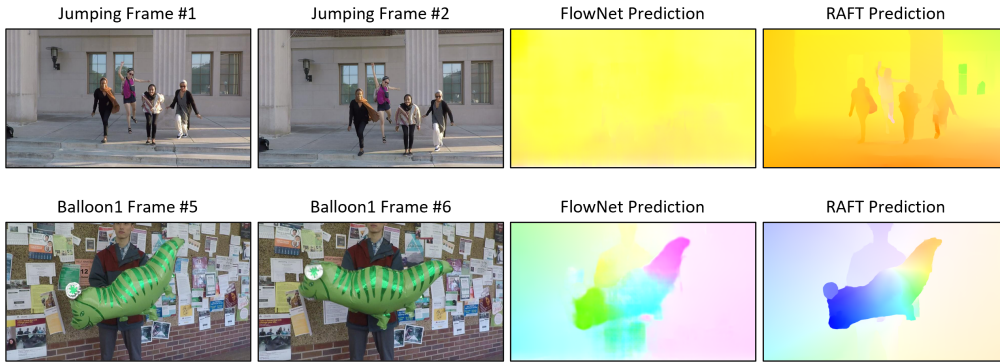 Jumping Frame #1
Jumping Frame #2
FlowNet Prediction
RAFT Prediction
Balloon1 Frame #5
Balloon1 Frame #6
FlowNet Prediction
RAFT Prediction
12